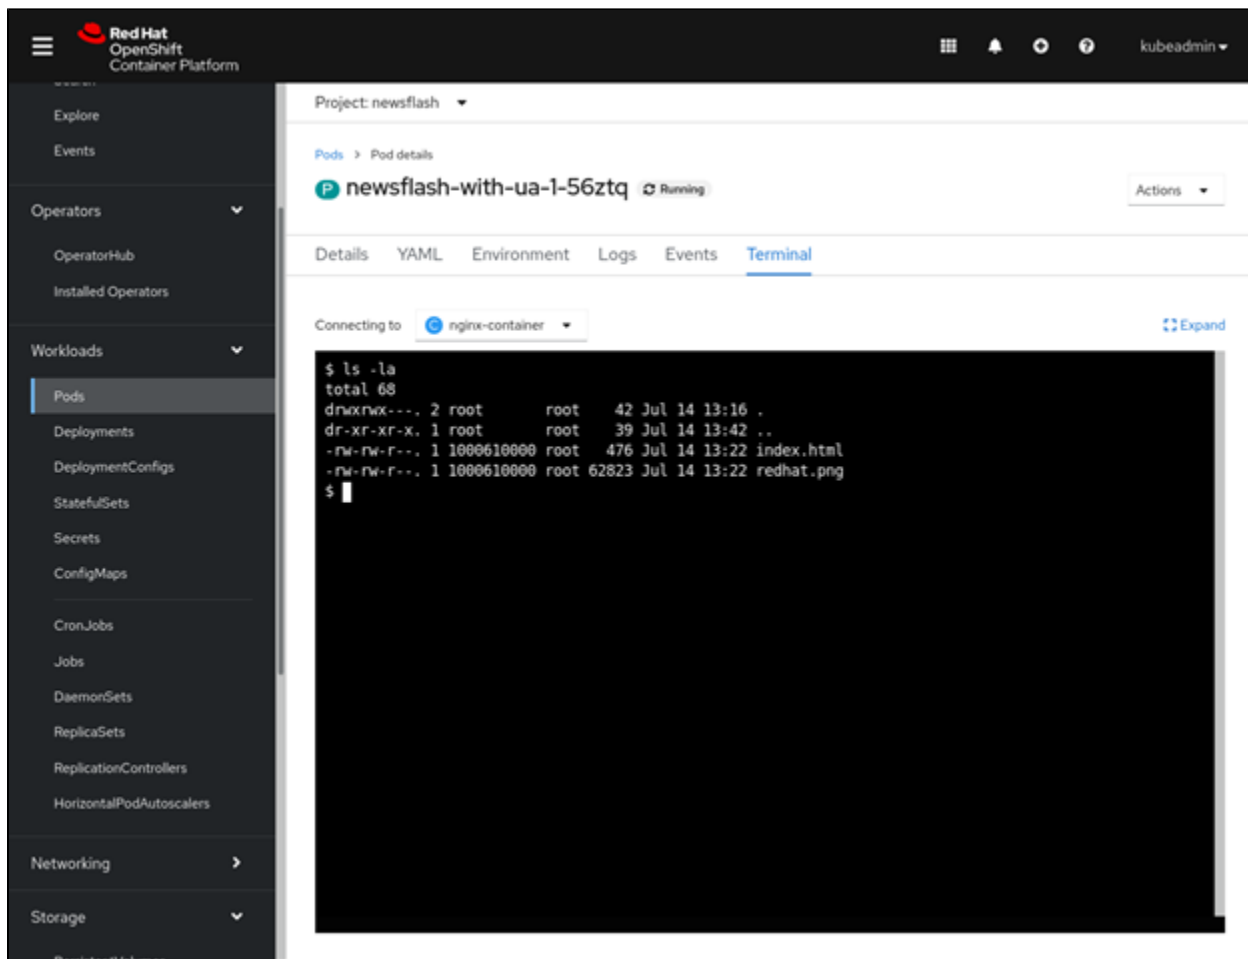 Red Hat
OpenShift
Container Platform
kubeadmin
Explore
Events
Operators
OperatorHub
Installed Operators
Workloads
Pods
Deployments
DeploymentConfigs
StatefulSets
Secrets
ConfigMaps
CronJobs
Jobs
DaemonSets
ReplicaSets
ReplicationControllers
HorizontalPodAutoscalers
Networking
Storage
Project: newsflash
Pods > Pod details
P newsflash-with-ua-1-56ztq Running
Actions
Details YAML Environment Logs Events Terminal
Connecting to C nginx-container
Expand
$ ls -la
total 68
drwxrwx---. 2 root root 42 Jul 14 13:16 .
dr-xr-xr-x. 1 root root 39 Jul 14 13:42 ..
-rw-rw-r--. 1 1000610000 root 476 Jul 14 13:22 index.html
-rw-rw-r--. 1 1000610000 root 62823 Jul 14 13:22 redhat.png
$